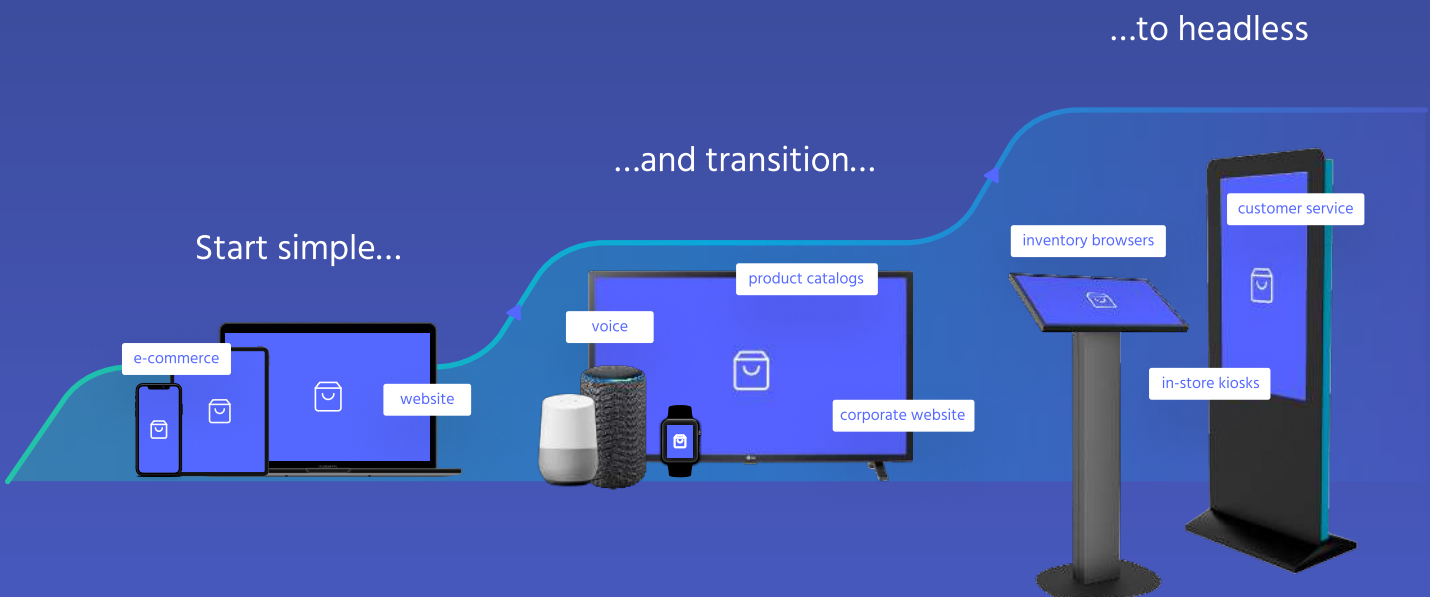 ...to headless
...and transition...
Start simple...
e-commerce
website
voice
product catalogs
corporate website
inventory browsers
customer service
in-store kiosks